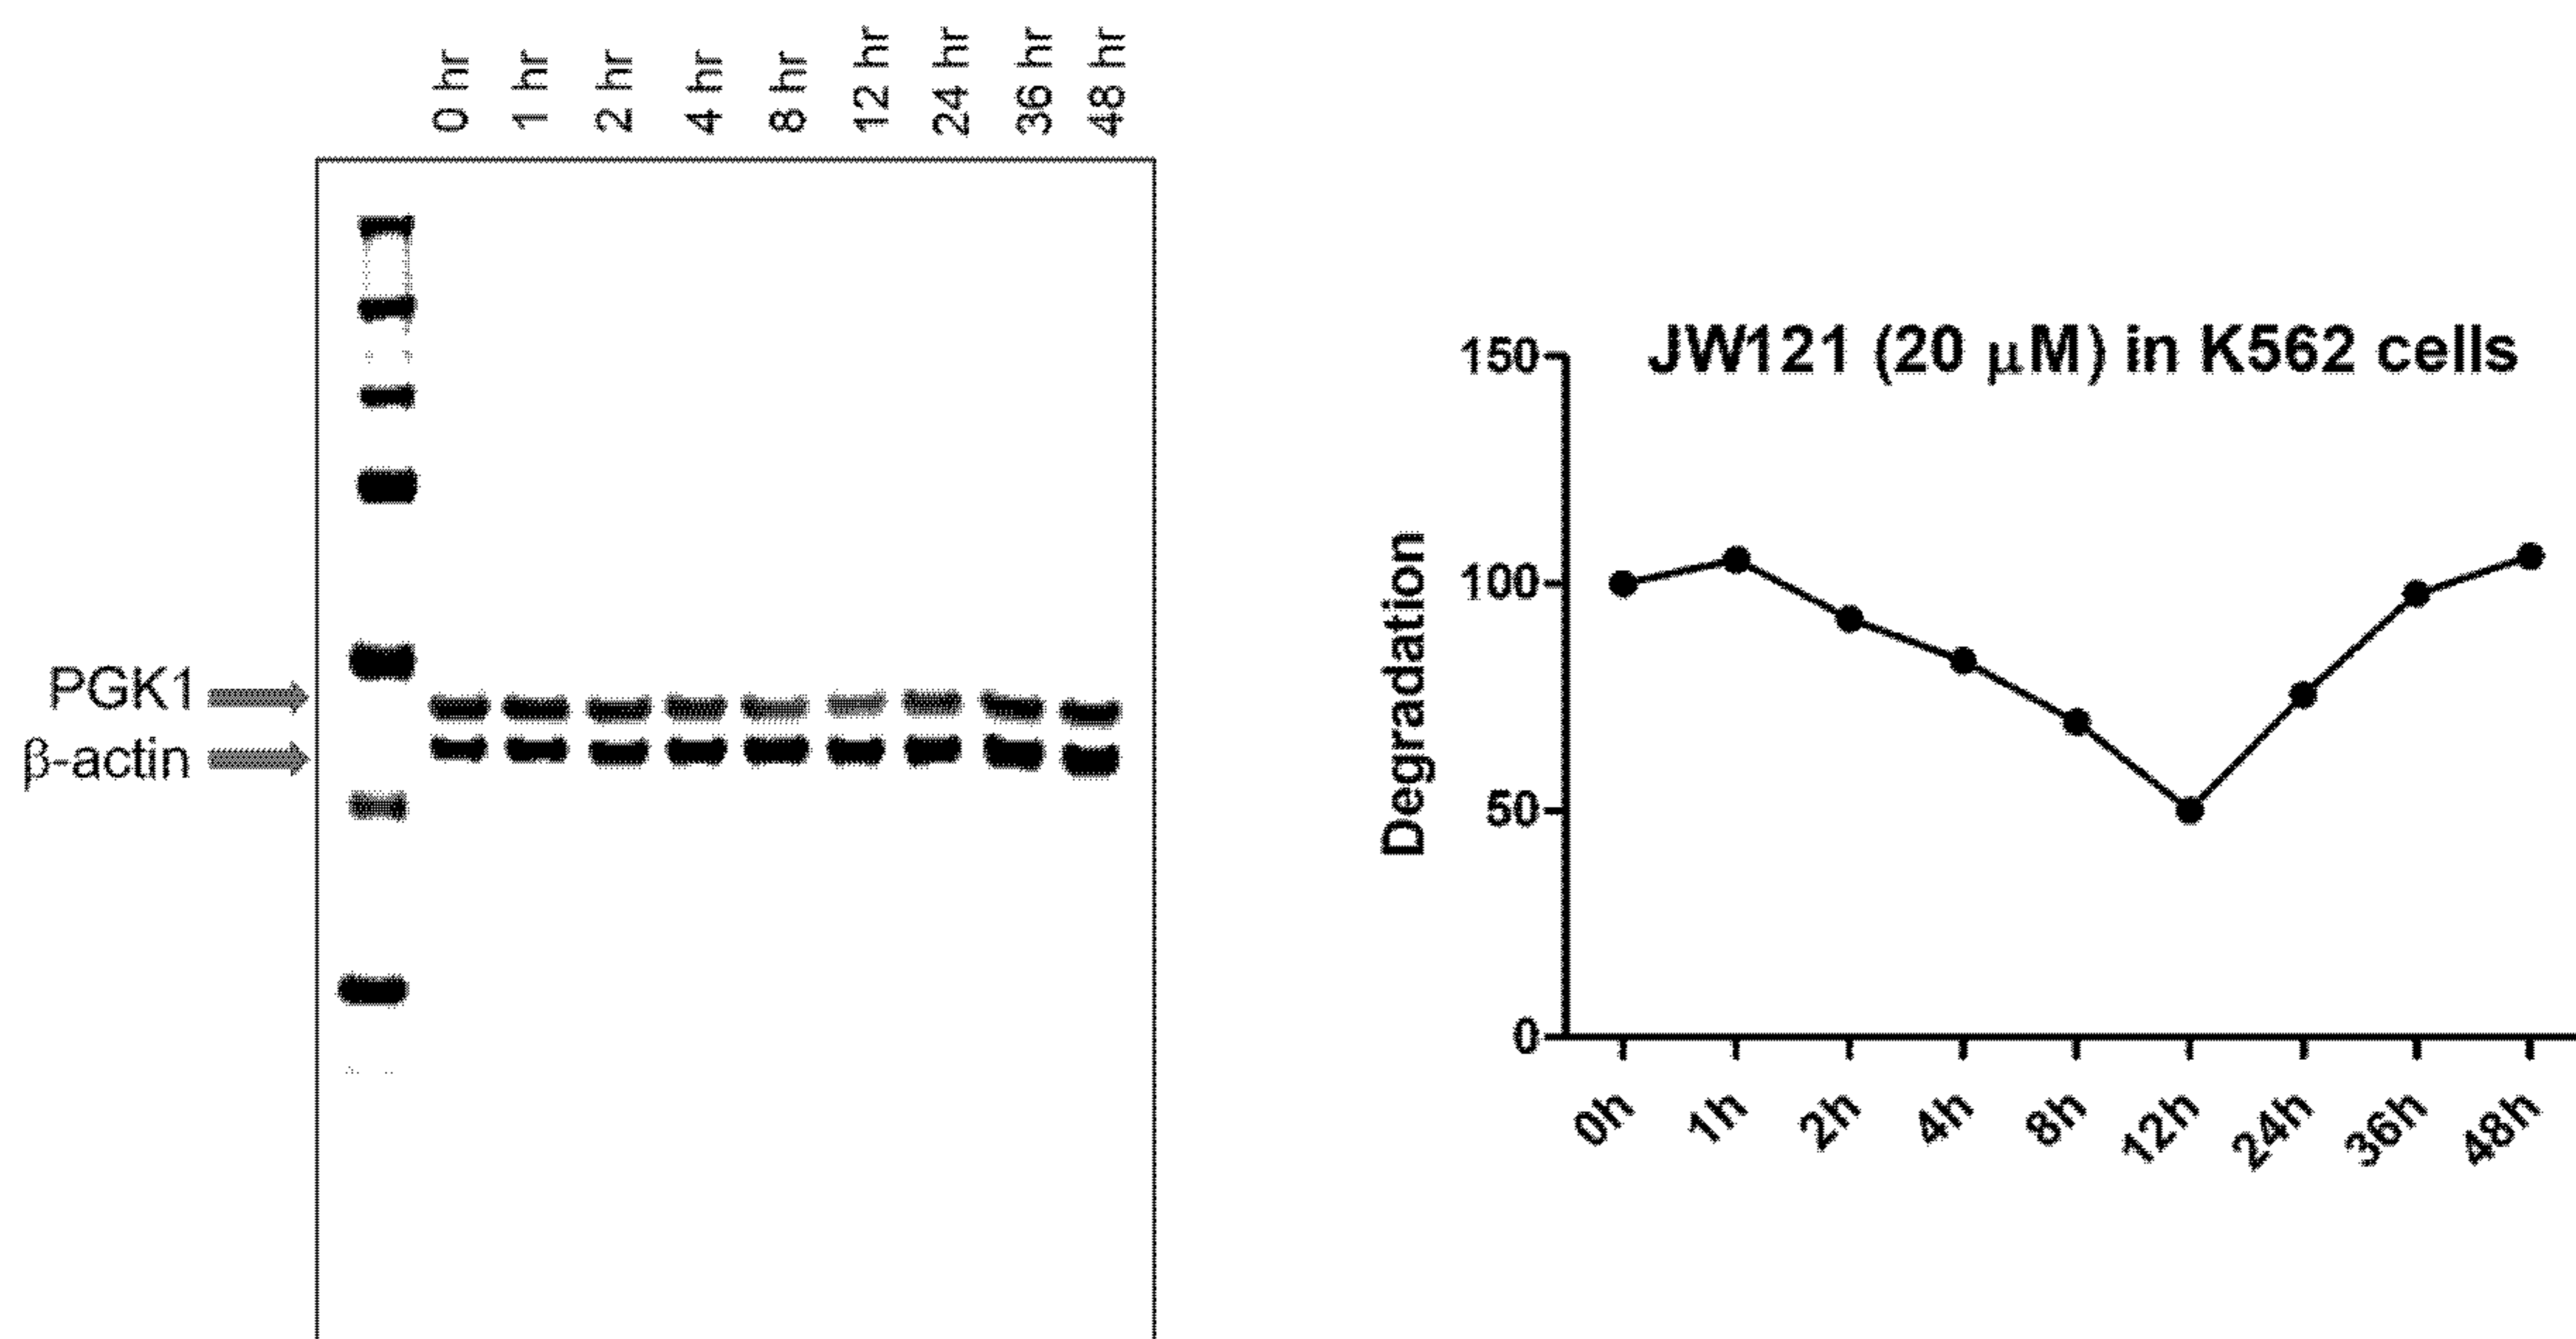 0 hr
1 hr
2 hr
4 hr
8 hr
12 hr
24 hr
36 hr
48 hr
PGK1
β-actin
JW121 (20 μM) in K562 cells
Degradation
150
100
50
0
0h
1h
2h
4h
8h
12h
24h
36h
48h